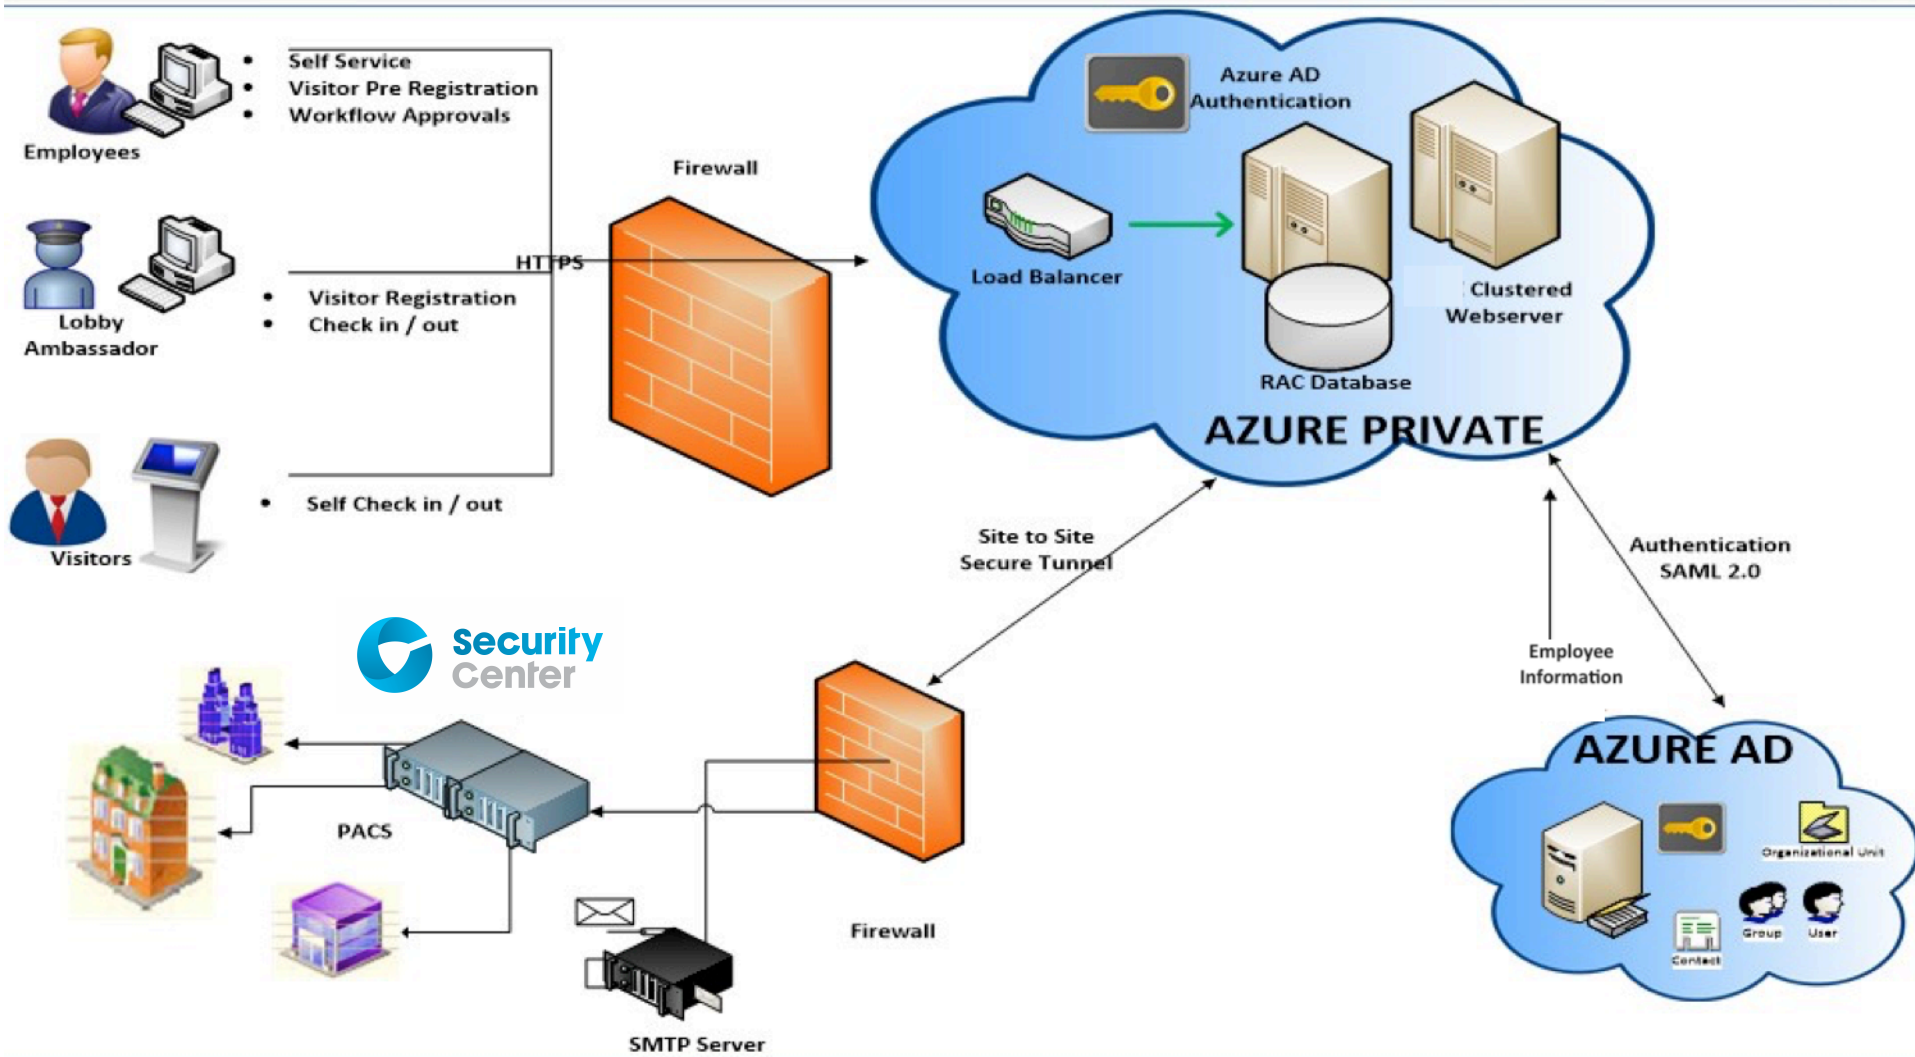 Self Service
Visitor Pre Registration
Workflow Approvals
Employees
Firewall
Azure AD
Authentication
HTTPS
Load Balancer
Clustered
Webserver
RAC Database
AZURE PRIVATE
Visitor Registration
Check in / out
Lobby
Ambassador
Self Check in / out
Visitors
Site to Site
Secure Tunnel
Authentication
SAML 2.0
Employee
Information
Security
Center
PACS
Firewall
SMTP Server
AZURE AD
Organizational Unit
Group
User
Contact